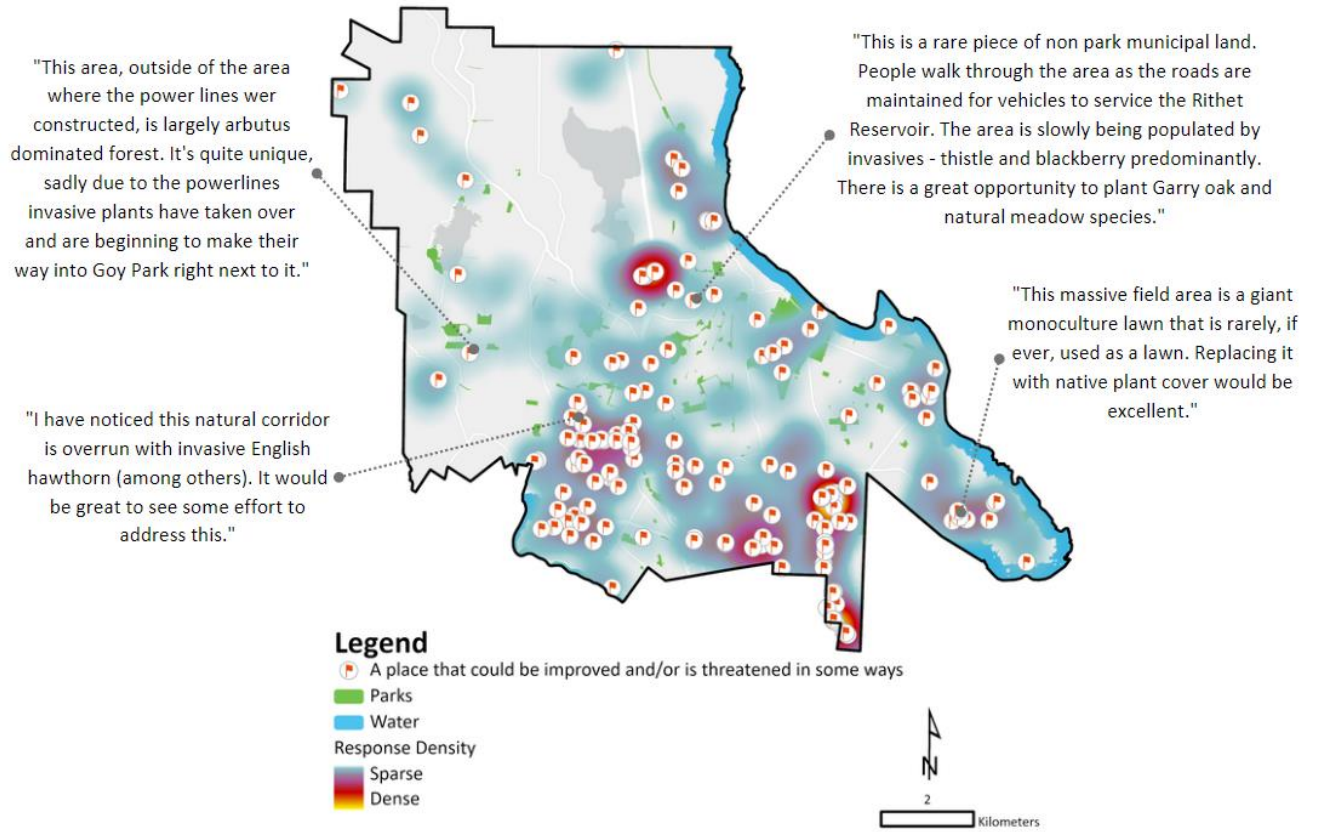 "This area, outside of the area
where the power lines wer
constructed, is largely arbutus
dominated forest. It's quite unique,
sadly due to the powerlines
invasive plants have taken over
and are beginning to make their
way into Goy Park right next to it."
"This is a rare piece of non park municipal land.
People walk through the area as the roads are
maintained for vehicles to service the Rithet
Reservoir. The area is slowly being populated by
invasives - thistle and blackberry predominantly.
There is a great opportunity to plant Garry oak and
natural meadow species."
"This massive field area is a giant
monoculture lawn that is rarely, if
ever, used as a lawn. Replacing it
with native plant cover would be
excellent."
"I have noticed this natural corridor
is overrun with invasive English
hawthorn (among others). It would
be great to see some effort to
address this."
Legend
A place that could be improved and/or is threatened in some ways
Parks
Water
Response Density
Sparse
Dense
N
2
Kilometers